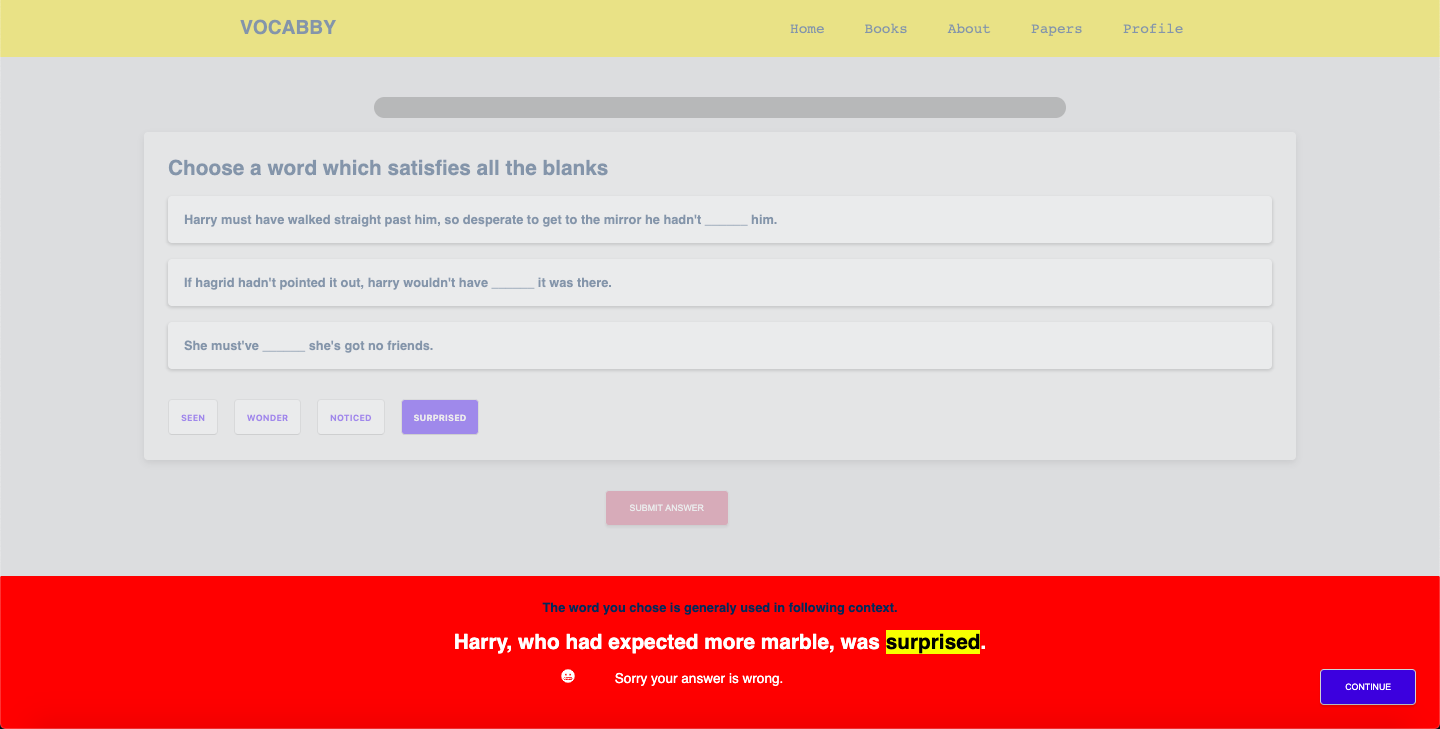 VOCABBY Home Books About Papers Profile
Choose a word which satisfies all the blanks
Harry must have walked straight past him, so desperate to get to the mirror he hadn't ______ him.
If hagrid hadn't pointed it out, harry wouldn't have ______ it was there.
She must've ______ she's got no friends.
SEEN WONDER NOTICED SURPRISED
SUBMIT ANSWER
The word you chose is generaly used in following context.
Harry, who had expected more marble, was surprised.
Sorry your answer is wrong.
CONTINUE